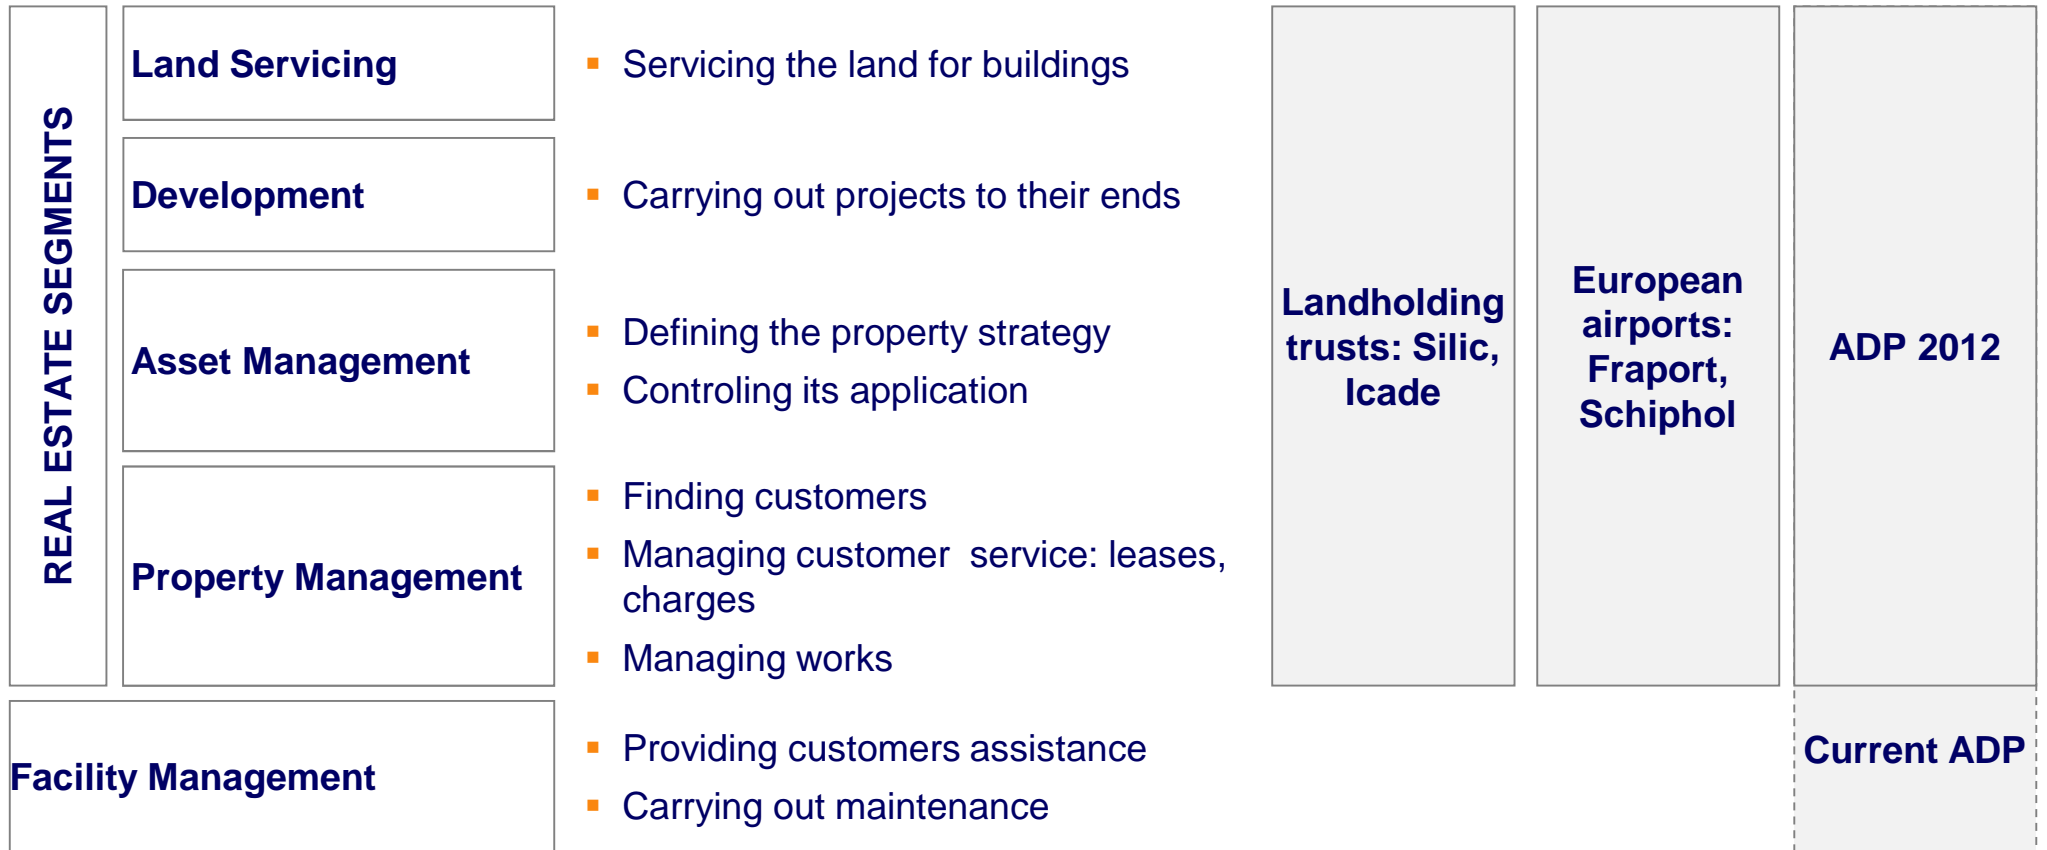 REAL ESTATE SEGMENTS
Land Servicing
Servicing the land for buildings
Development
Carrying out projects to their ends
Asset Management
Defining the property strategy
Controling its application
Property Management
Finding customers
Managing customer  service: leases,
charges
Managing works
Facility Management
Providing customers assistance
Carrying out maintenance
Landholding
trusts: Silic,
Icade
European
airports:
Fraport,
Schiphol
ADP 2012
Current ADP